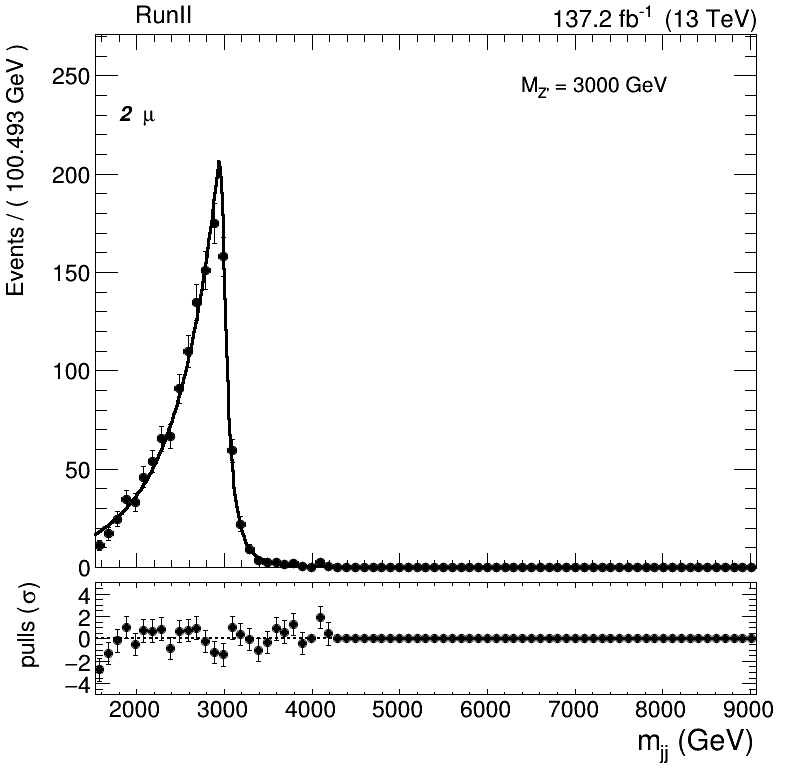 RunII 137.2 fb⁻¹ (13 TeV)
Events / ( 100.493 GeV )
250
200
150
100
50
0
M_Z' = 3000 GeV
2 μ
pulls (σ)
4
2
0
−2
−4
2000 3000 4000 5000 6000 7000 8000 9000
m_jj (GeV)